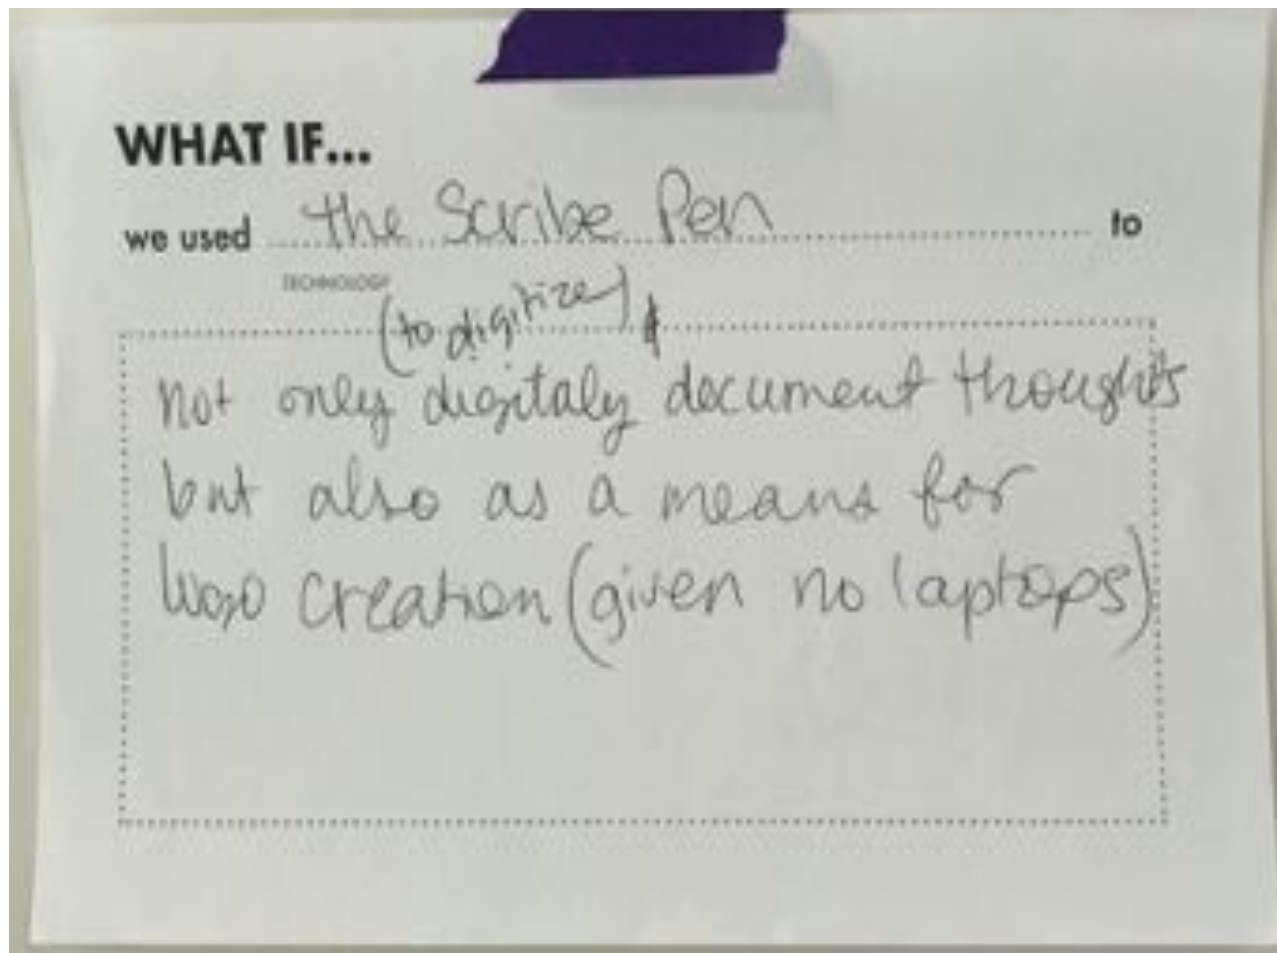 WHAT IF...
we used the Scribe Pen to
TECHNOLOGY
(to digitize) &
not only digitaly document thoughts
but also as a means for
creation (given no laptops)